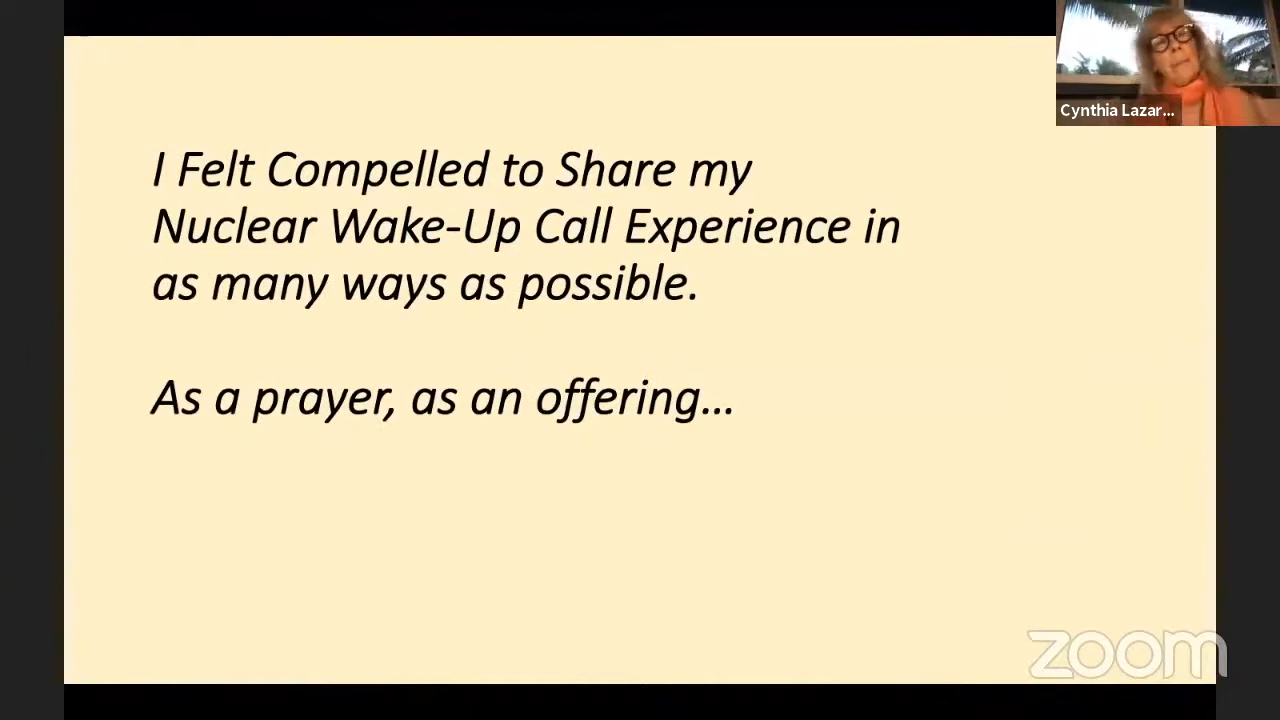 Cynthia Lazar...
I Felt Compelled to Share my
Nuclear Wake-Up Call Experience in
as many ways as possible.
As a prayer, as an offering...
zoom